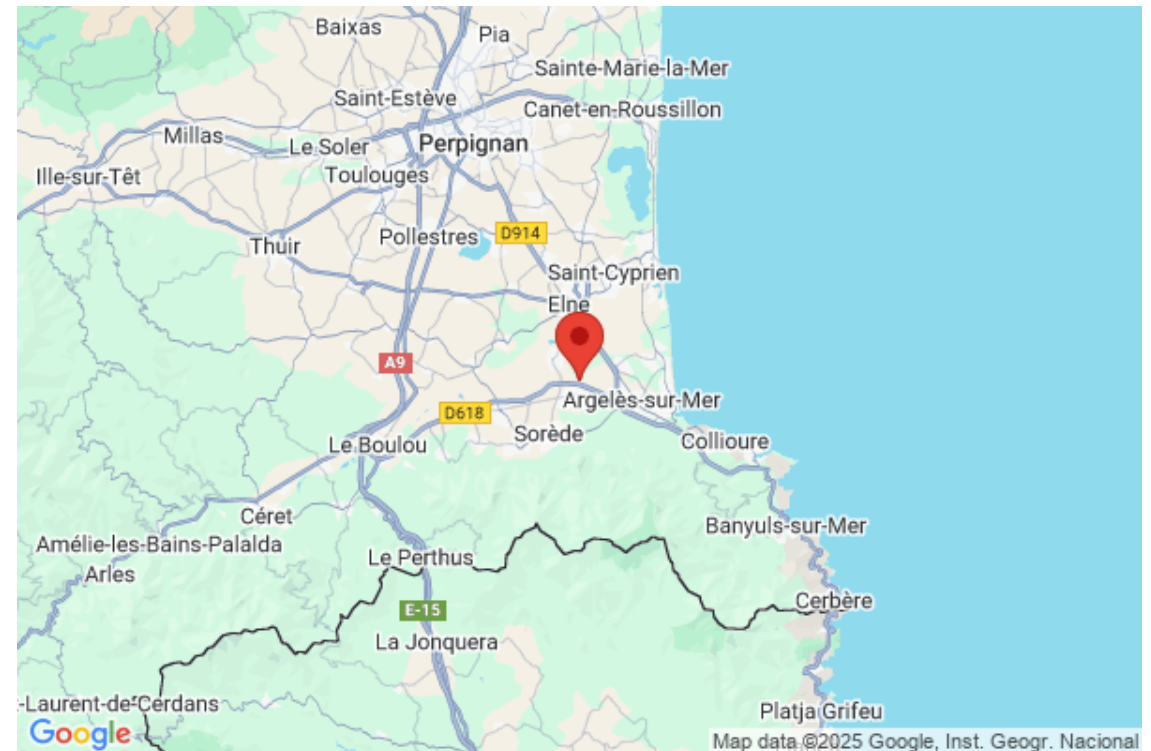 Baixas
Pia
Sainte-Marie-la-Mer
Saint-Estève
Canet-en-Roussillon
Millas
Le Soler
Perpignan
Ille-sur-Têt
Toulouges
Thuir
Pollestres
D914
Saint-Cyprien
Elne
A9
Argelès-sur-Mer
D618
Sorède
Le Boulou
Collioure
Céret
Banyuls-sur-Mer
Amélie-les-Bains-Palalda
Le Perthus
Arles
Cerbère
E-15
La Jonquera
-Laurent-de-Cerdans
Platja Grifeu
Google
Map data ©2025 Google, Inst. Geogr. Nacional